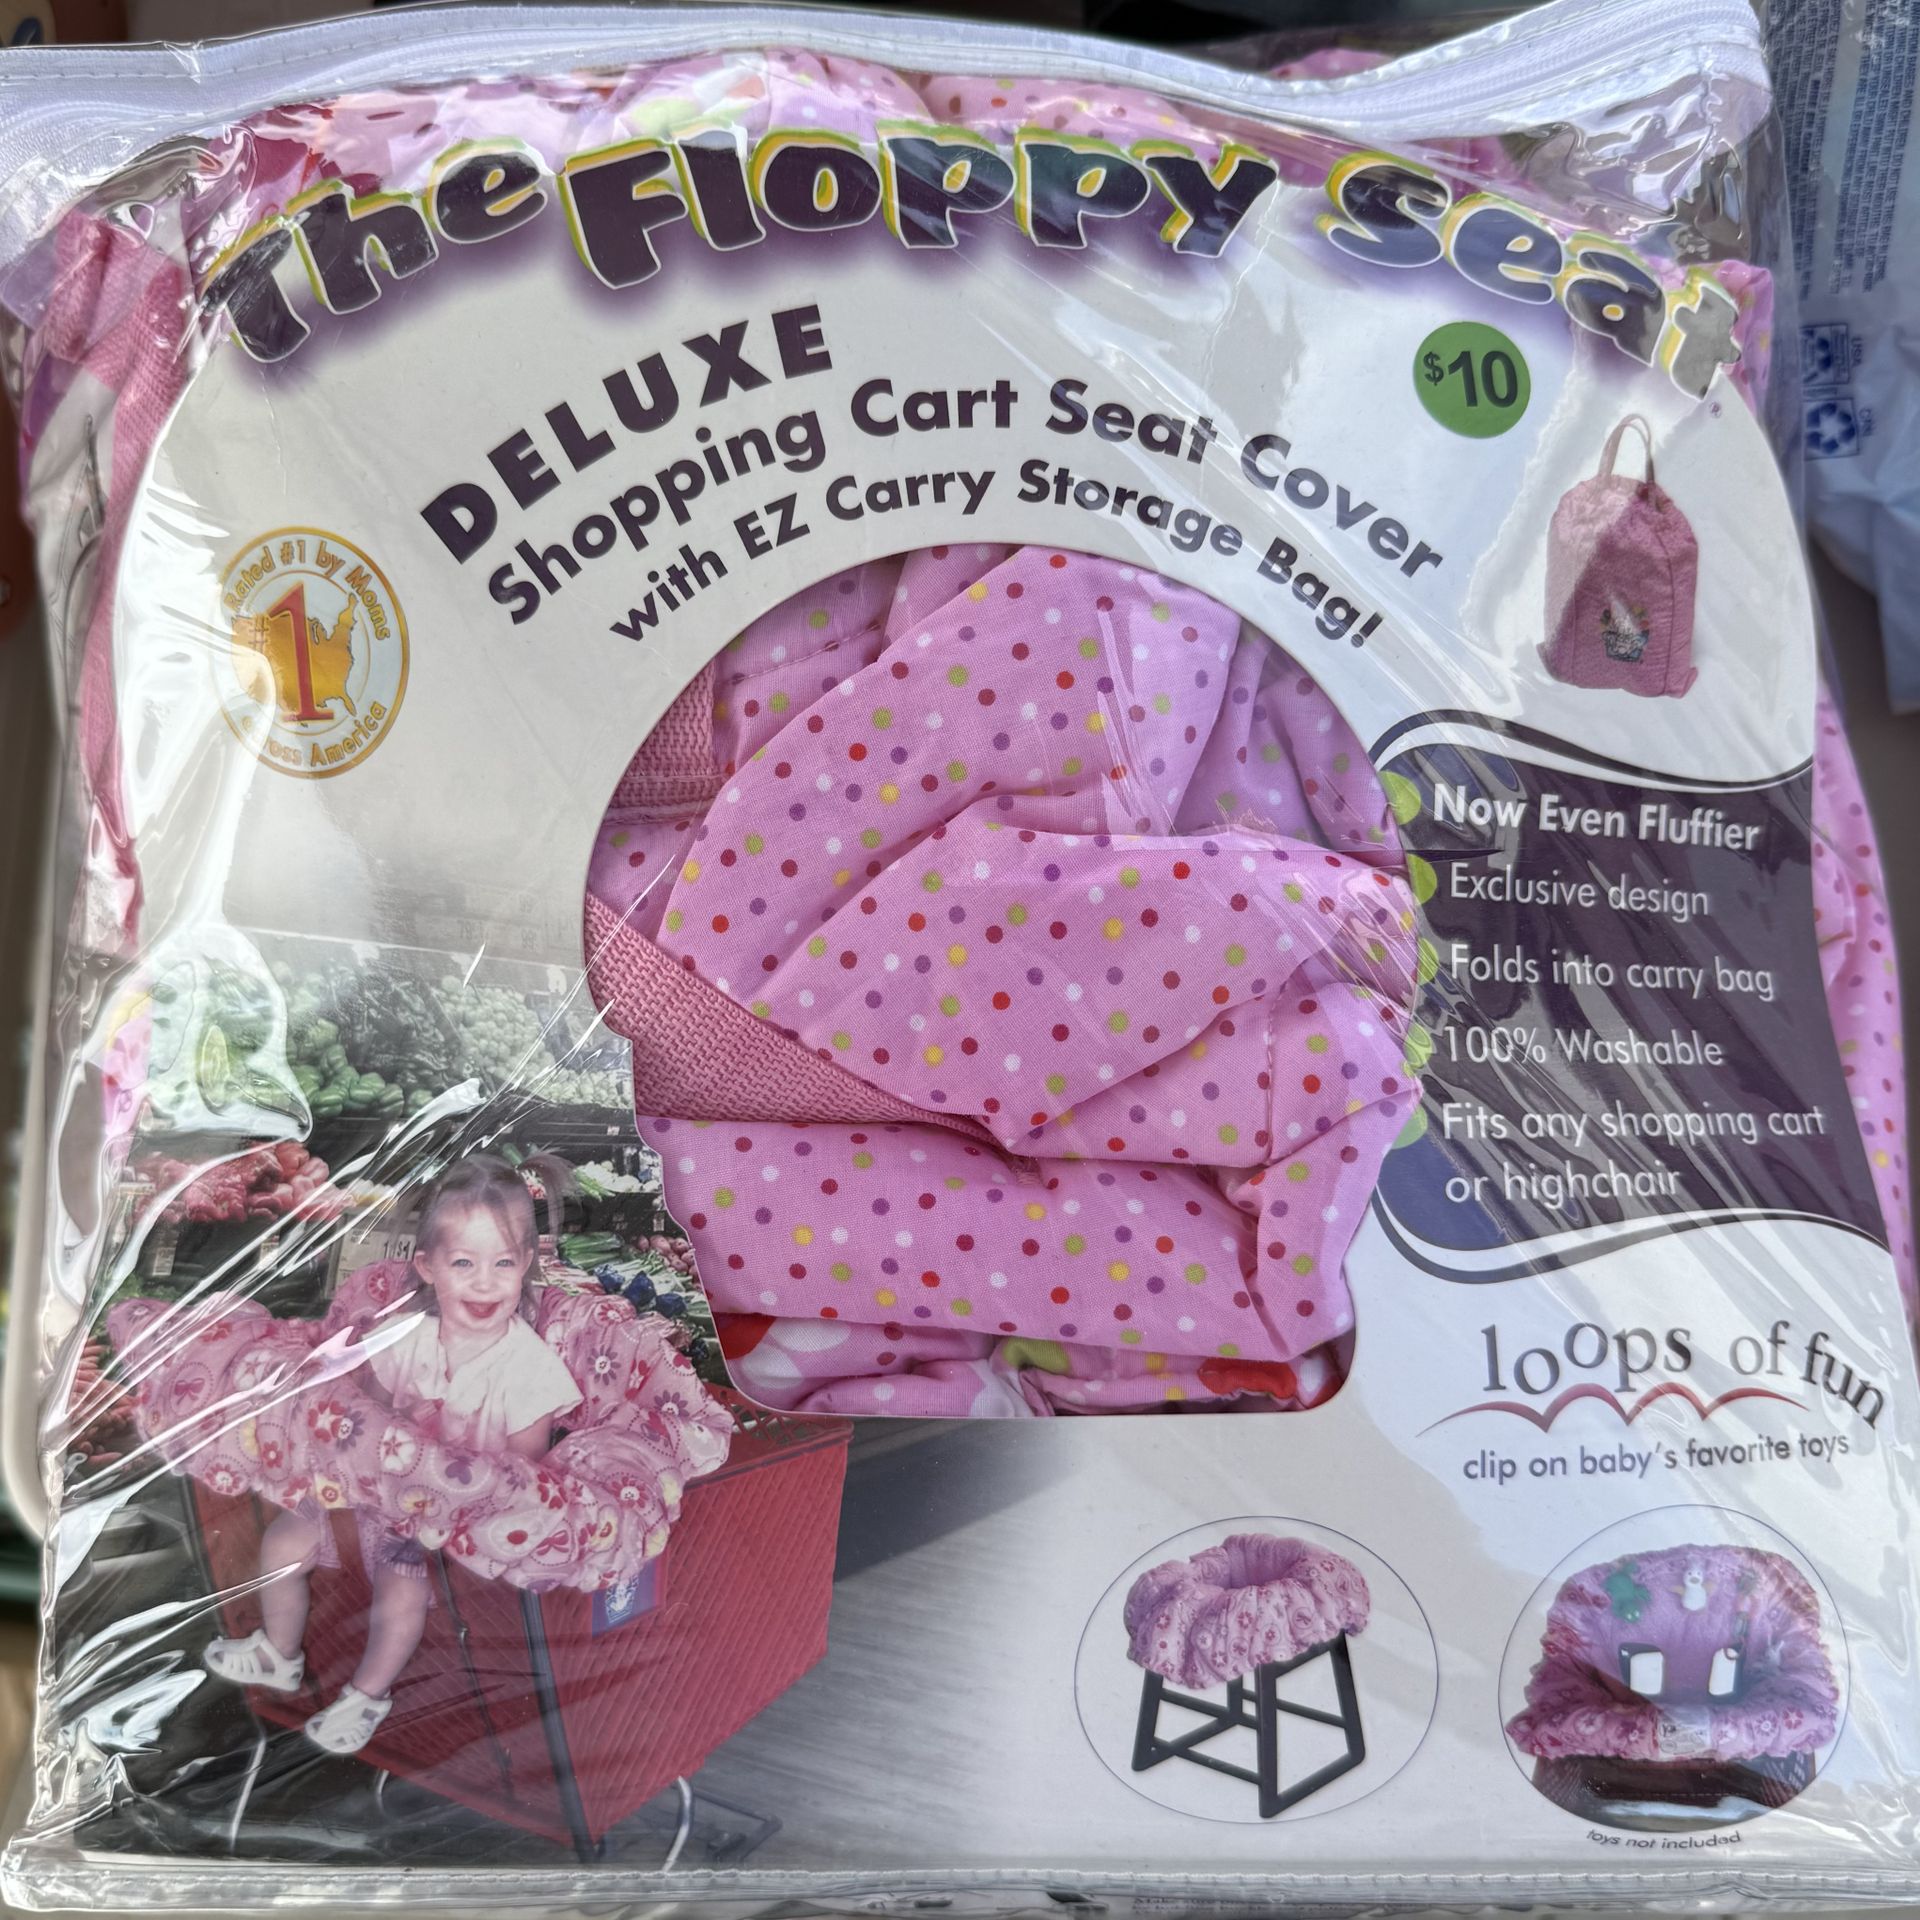 The Floppy Seat
®
DELUXE
Shopping Cart Seat Cover
with EZ Carry Storage Bag!
$10
Rated #1 by Moms
1
across America
Now Even Fluffier
Exclusive design
Folds into carry bag
100% Washable
Fits any shopping cart
or highchair
loops of fun
clip on baby's favorite toys
toys not included